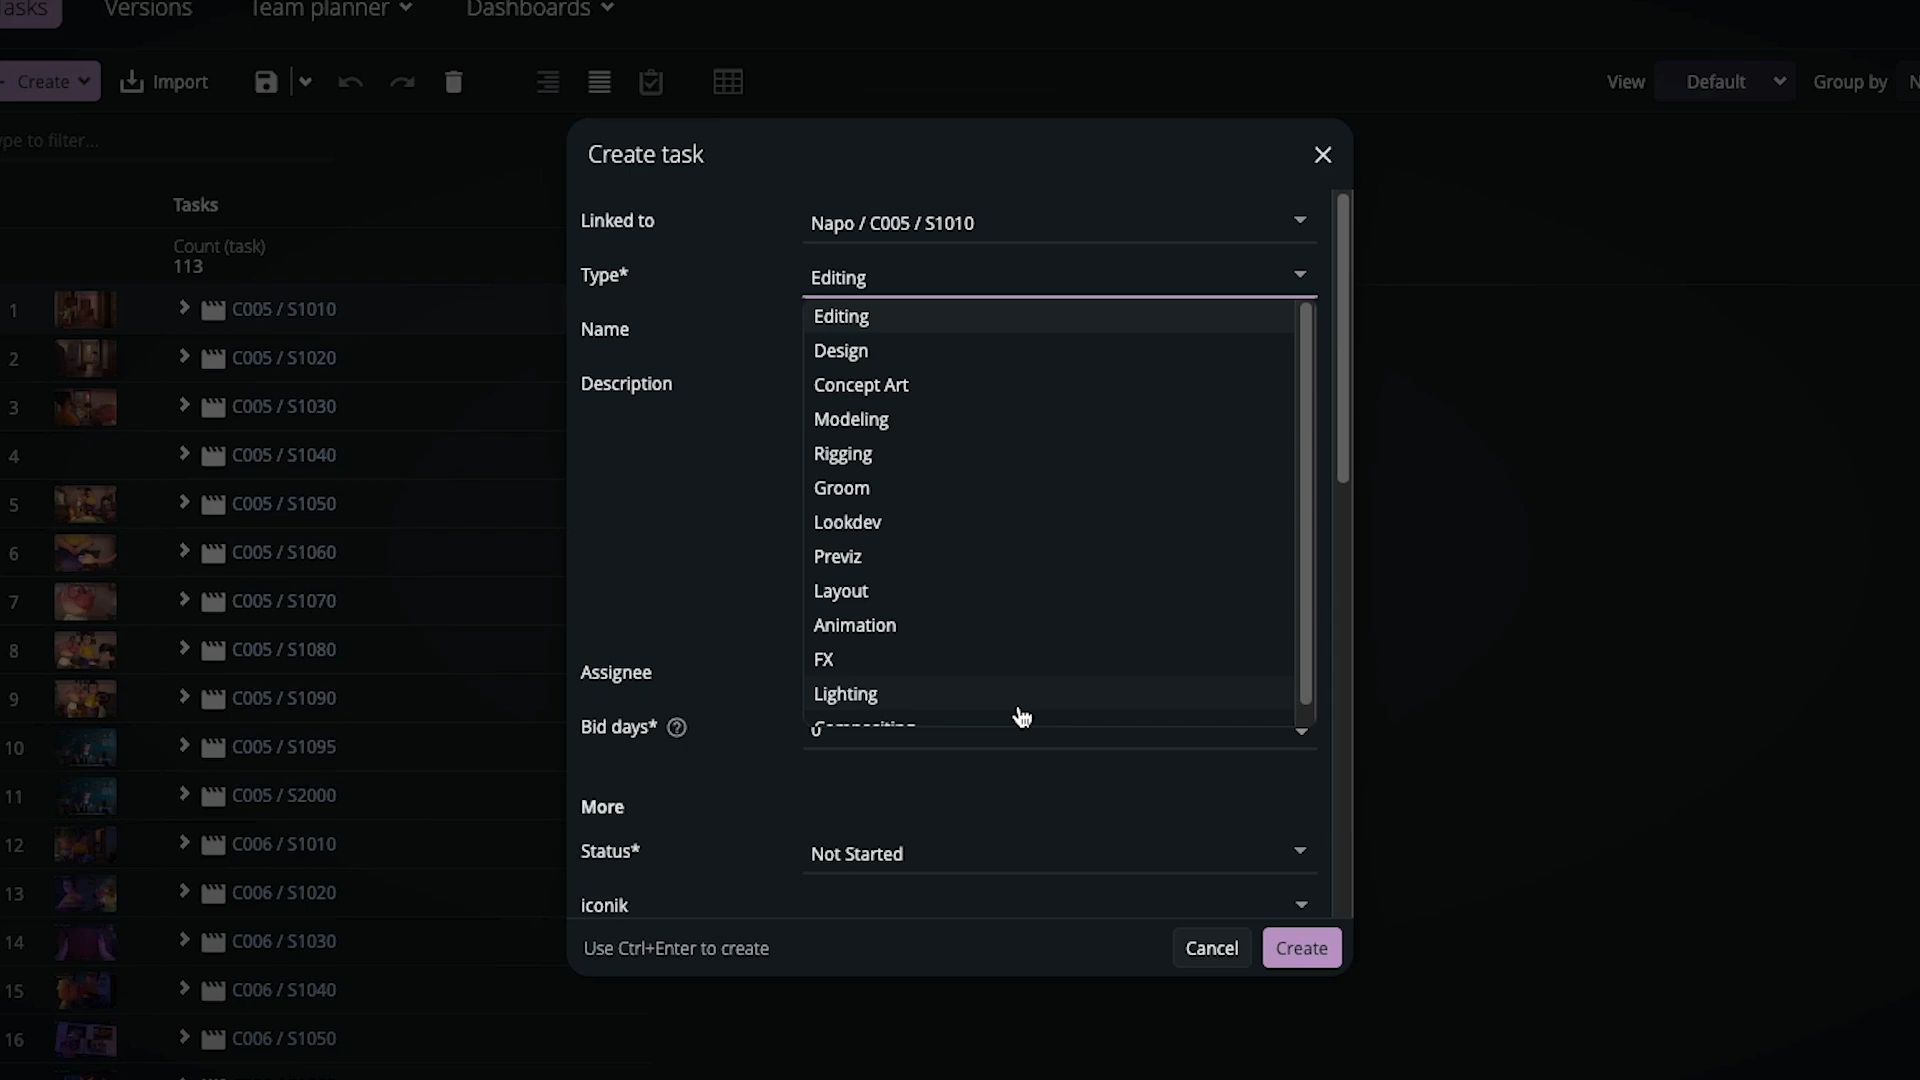 Tasks
Versions
Team planner
Dashboards
Create
Import
View
Default
Group by
Tasks
Count (task)
113
1 C005 / S1010
2 C005 / S1020
3 C005 / S1030
4 C005 / S1040
5 C005 / S1050
6 C005 / S1060
7 C005 / S1070
8 C005 / S1080
9 C005 / S1090
10 C005 / S1095
11 C005 / S2000
12 C006 / S1010
13 C006 / S1020
14 C006 / S1030
15 C006 / S1040
16 C006 / S1050
to filter...
Create task
Linked to
Napo / C005 / S1010
Type*
Editing
Name
Description
Editing
Design
Concept Art
Modeling
Rigging
Groom
Lookdev
Previz
Layout
Animation
FX
Lighting
Compositing
Assignee
Bid days* ?
0
More
Status*
Not Started
iconik
Use Ctrl+Enter to create
Cancel
Create